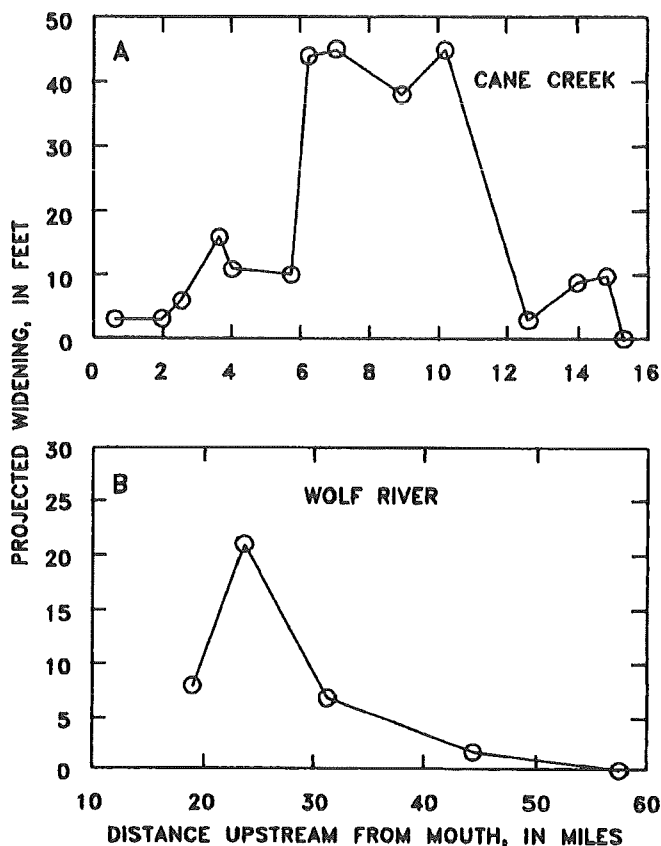 PROJECTED WIDENING, IN FEET
A
CANE CREEK
50
40
30
20
10
0
0 2 4 6 8 10 12 14 16
B
WOLF RIVER
30
25
20
15
10
5
0
10 20 30 40 50 60
DISTANCE UPSTREAM FROM MOUTH, IN MILES